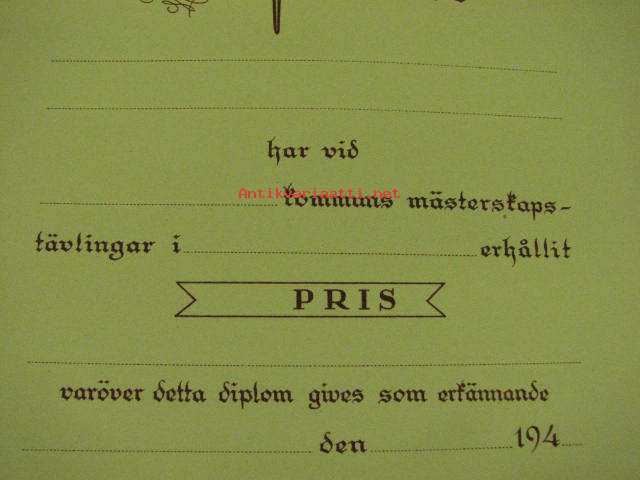 har vid
Antikvariaatti.net
kommuns mästerskaps-
tävlingar i erhållit
PRIS
varöver detta diplom gives som erkännande
den 194